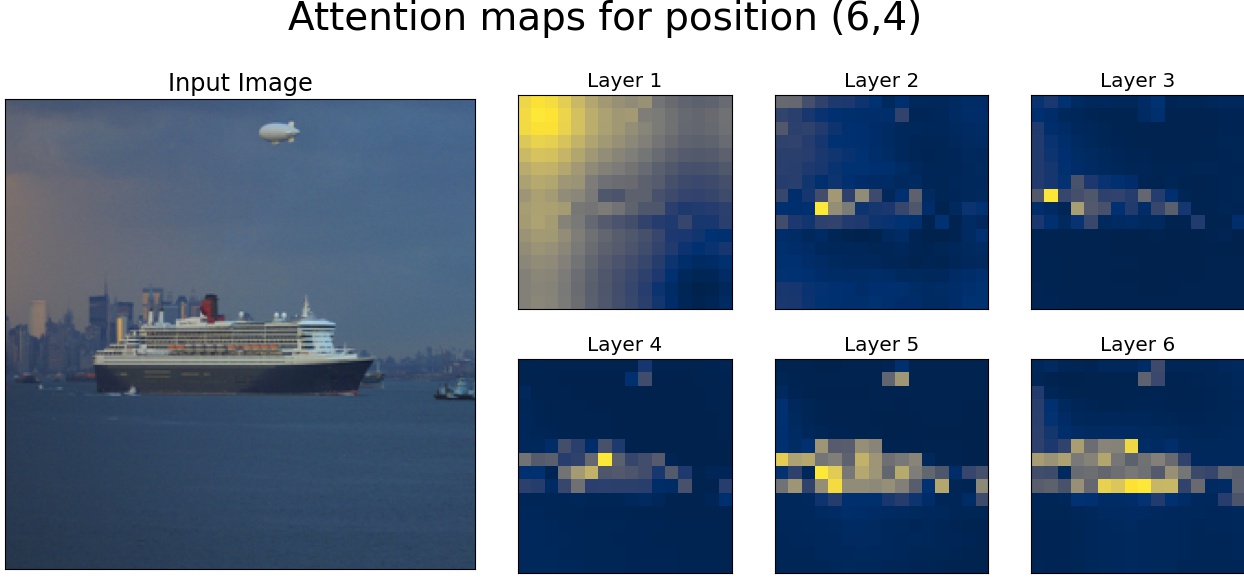 Attention maps for position (6,4)
Input Image
Layer 1
Layer 2
Layer 3
Layer 4
Layer 5
Layer 6